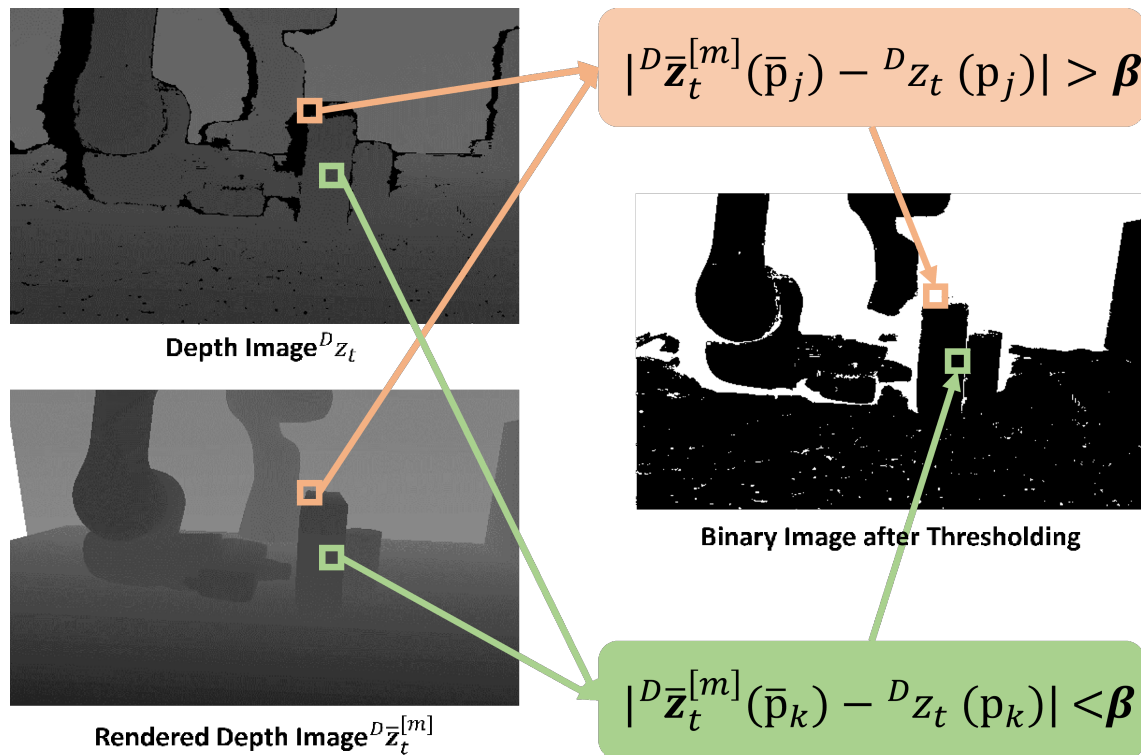 |ᴰz̄ₜ^[m](p̄ⱼ) − ᴰzₜ (pⱼ)| > β
Depth Image ᴰzₜ
Binary Image after Thresholding
|ᴰz̄ₜ^[m](p̄ₖ) − ᴰzₜ (pₖ)| <β
Rendered Depth Image ᴰz̄ₜ^[m]